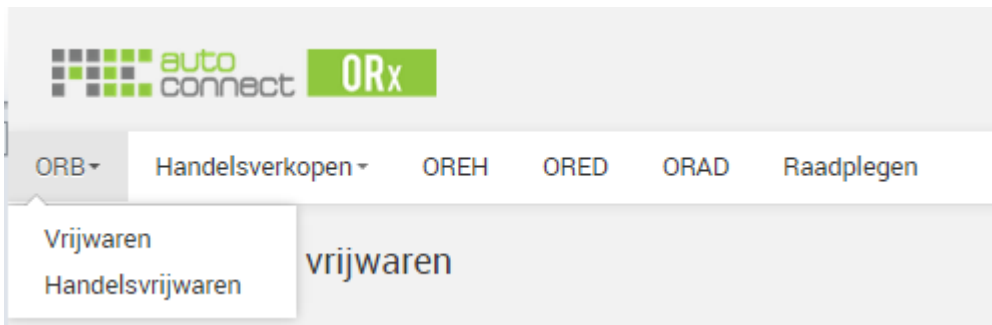 auto
connect ORx
ORB Handelsverkopen OREH ORED ORAD Raadplegen
Vrijwaren
Handelsvrijwaren
vrijwaren